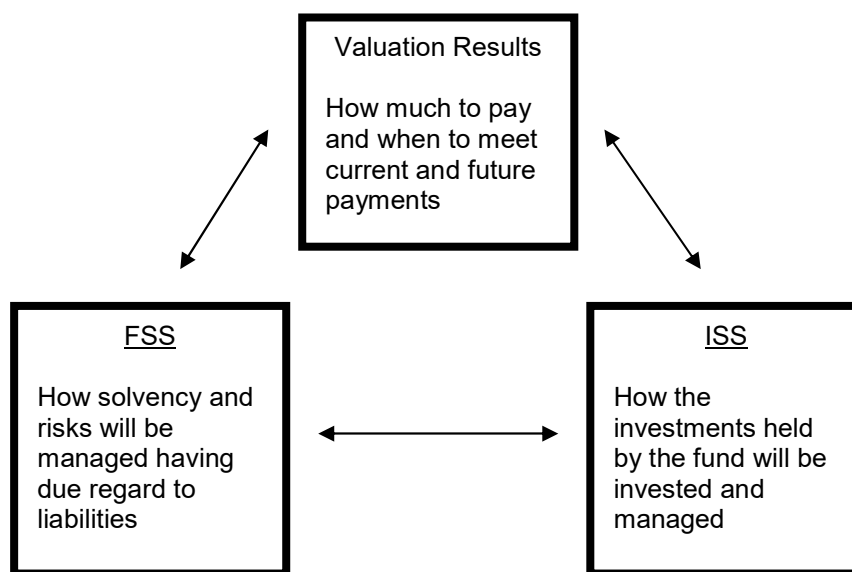 Valuation Results
How much to pay
and when to meet
current and future
payments
FSS
How solvency and
risks will be
managed having
due regard to
liabilities
ISS
How the
investments held
by the fund will be
invested and
managed